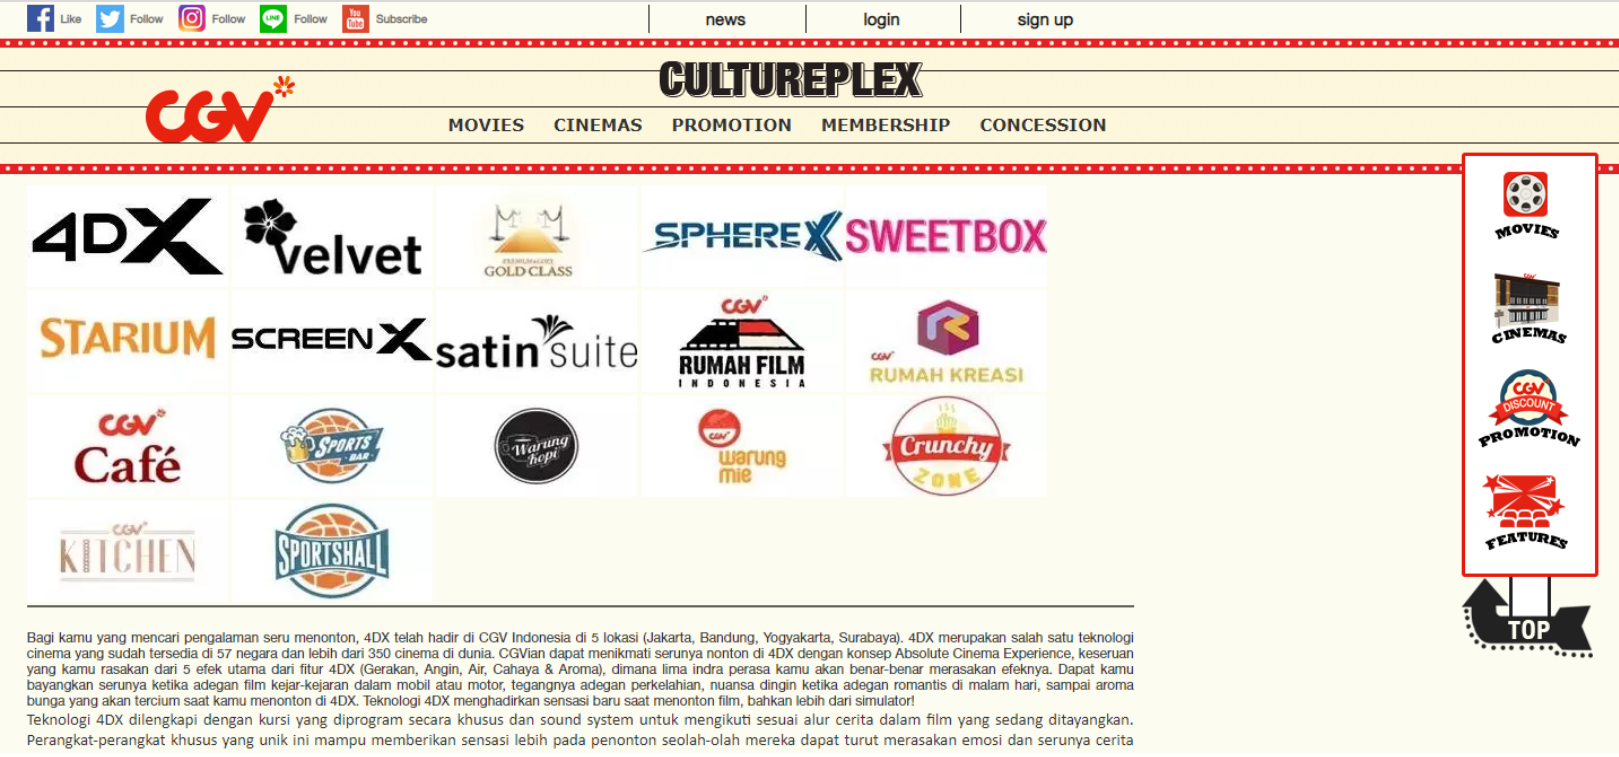 Like Follow Follow Follow You Tube Subscribe news login sign up
LINE
CULTUREPLEX
CGV
MOVIES CINEMAS PROMOTION MEMBERSHIP CONCESSION
4DX velvet GOLD CLASS SPHEREX SWEETBOX
STARIUM SCREENX satin suite CGV RUMAH FILM INDONESIA CGV RUMAH KREASI
CGV Café SPORTS BAR Warung Kopi CGV warung mie Crunchy ZONE
CGV KITCHEN SPORTSHALL
MOVIES
CGV
CINEMAS
CGV
DISCOUNT
PROMOTION
FEATURES
TOP
Bagi kamu yang mencari pengalaman seru menonton, 4DX telah hadir di CGV Indonesia di 5 lokasi (Jakarta, Bandung, Yogyakarta, Surabaya). 4DX merupakan salah satu teknologi
cinema yang sudah tersedia di 57 negara dan lebih dari 350 cinema di dunia. CGVian dapat menikmati serunya nonton di 4DX dengan konsep Absolute Cinema Experience, keseruan
yang kamu rasakan dari 5 efek utama dari fitur 4DX (Gerakan, Angin, Air, Cahaya & Aroma), dimana lima indra perasa kamu akan benar-benar merasakan efeknya. Dapat kamu
bayangkan serunya ketika adegan film kejar-kejaran dalam mobil atau motor, tegangnya adegan perkelahian, nuansa dingin ketika adegan romantis di malam hari, sampai aroma
bunga yang akan tercium saat kamu menonton di 4DX. Teknologi 4DX menghadirkan sensasi baru saat menonton film, bahkan lebih dari simulator!
Teknologi 4DX dilengkapi dengan kursi yang diprogram secara khusus dan sound system untuk mengikuti sesuai alur cerita dalam film yang sedang ditayangkan.
Perangkat-perangkat khusus yang unik ini mampu memberikan sensasi lebih pada penonton seolah-olah mereka dapat turut merasakan emosi dan serunya cerita